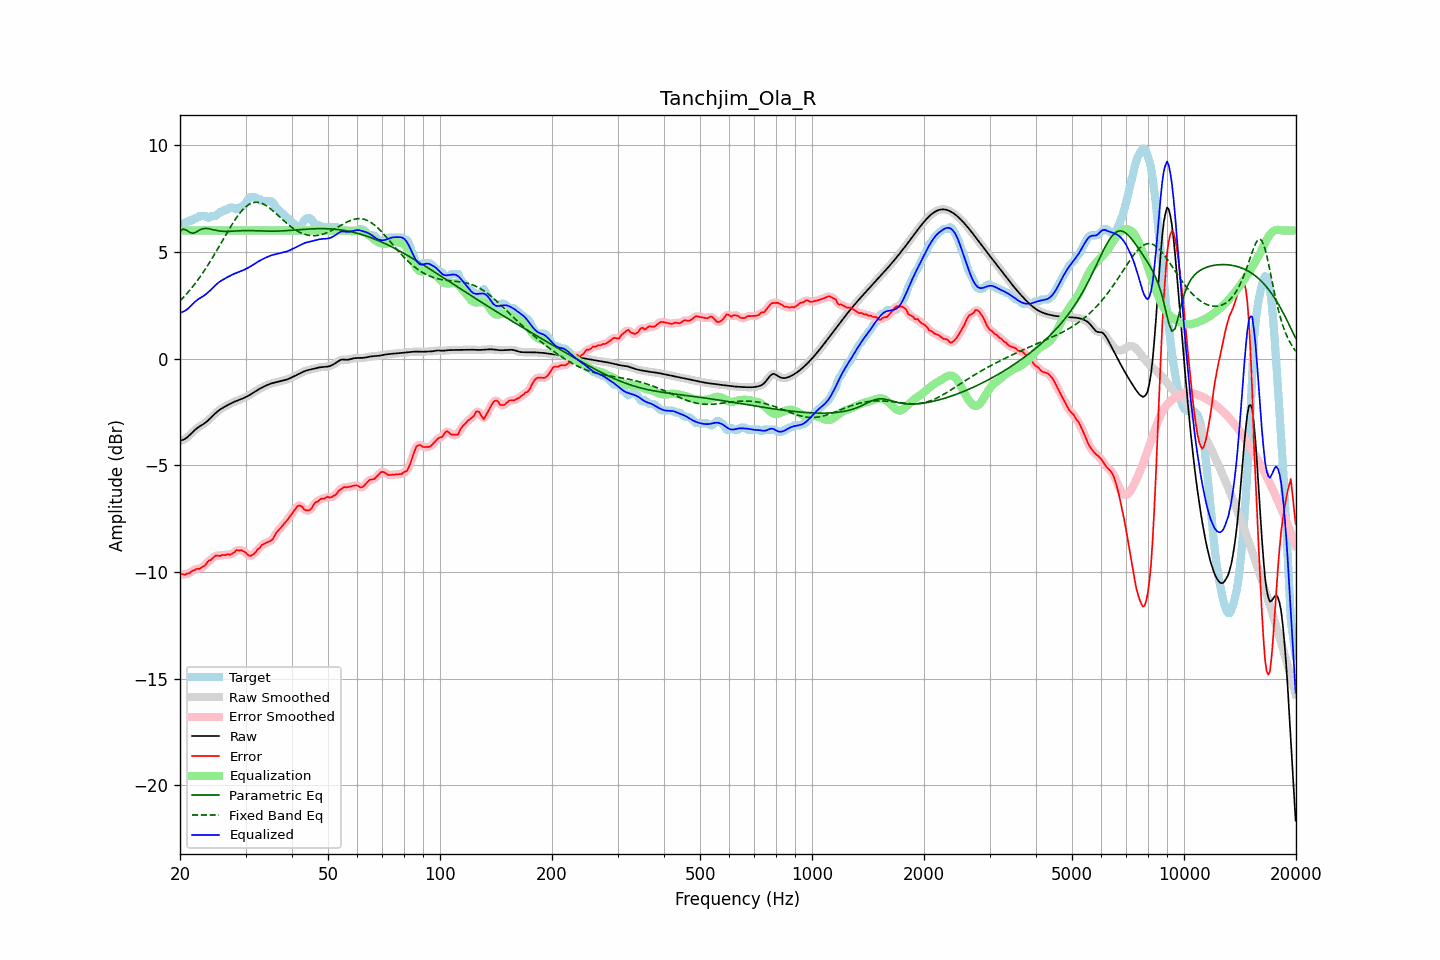 Tanchjim_Ola_R
Amplitude (dBr)
10
5
0
−5
−10
−15
−20
Target
Raw Smoothed
Error Smoothed
Raw
Error
Equalization
Parametric Eq
Fixed Band Eq
Equalized
20 50 100 200 500 1000 2000 5000 10000 20000
Frequency (Hz)